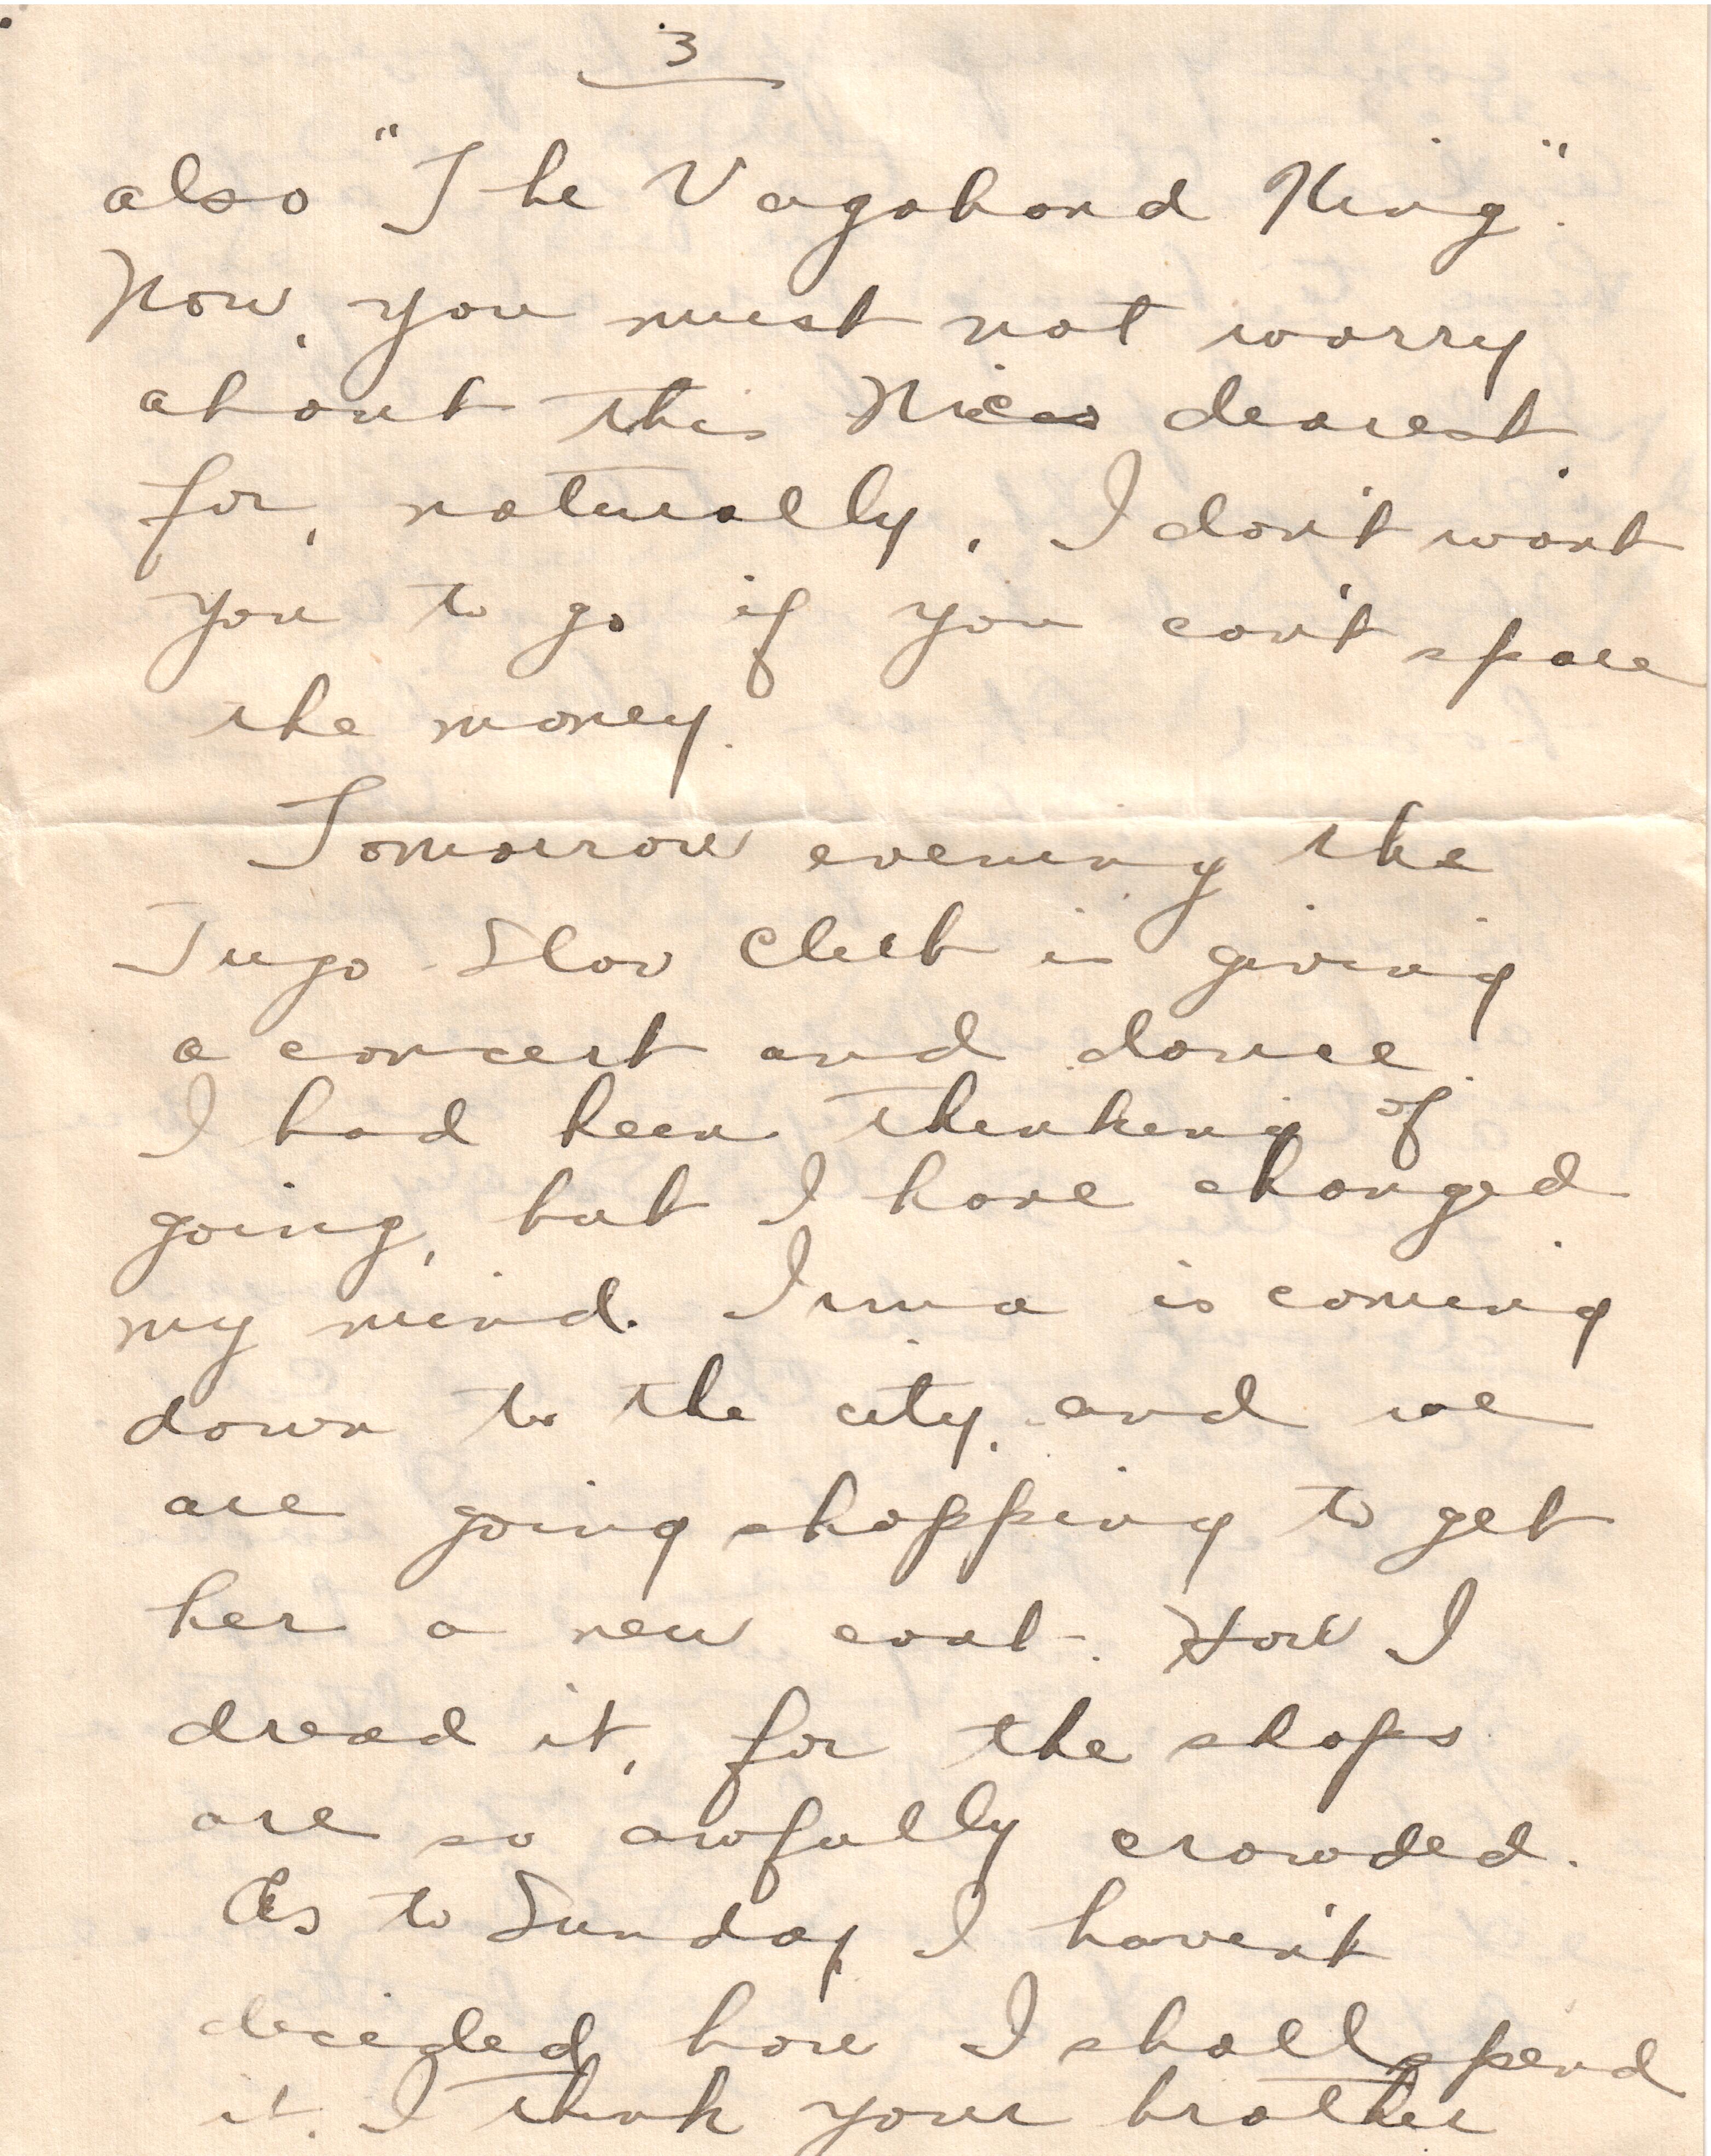 3
also "The Vagabond King".
Now, you must not worry
about this Nico dearest,
for, naturally, I don't want
you to go if you can't spare
the money.
Tomorrow evening the
Jugo-Slav Club is giving
a concert and dance.
I had been thinking of
going, but I have changed
my mind. Irma is coming
down to the city, and we
are going shopping to get
her a new coat. How I
dread it, for the shops
are so awfully crowded.
As to Sunday I haven't
decided how I shall spend
it. I think your brother